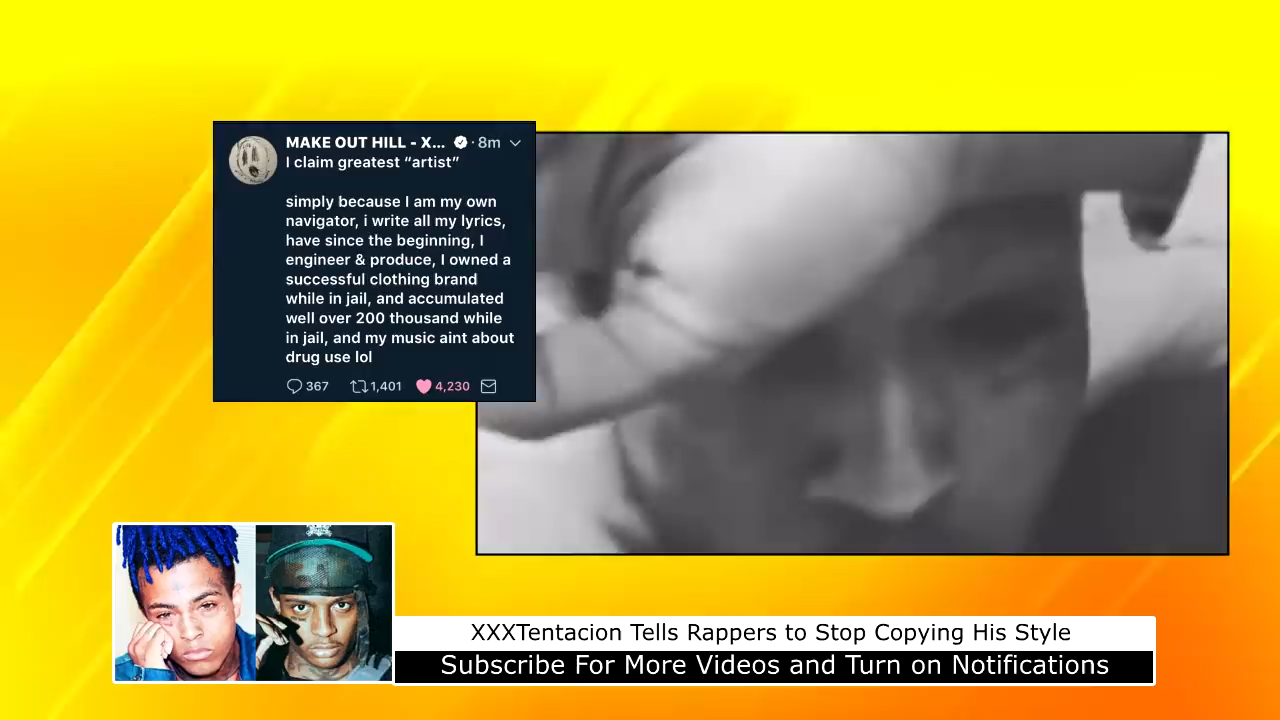 MAKE OUT HILL - X... · 8m
I claim greatest “artist”
simply because I am my own
navigator, i write all my lyrics,
have since the beginning, I
engineer & produce, I owned a
successful clothing brand
while in jail, and accumulated
well over 200 thousand while
in jail, and my music aint about
drug use lol
367 1,401 4,230
XXXTentacion Tells Rappers to Stop Copying His Style
Subscribe For More Videos and Turn on Notifications